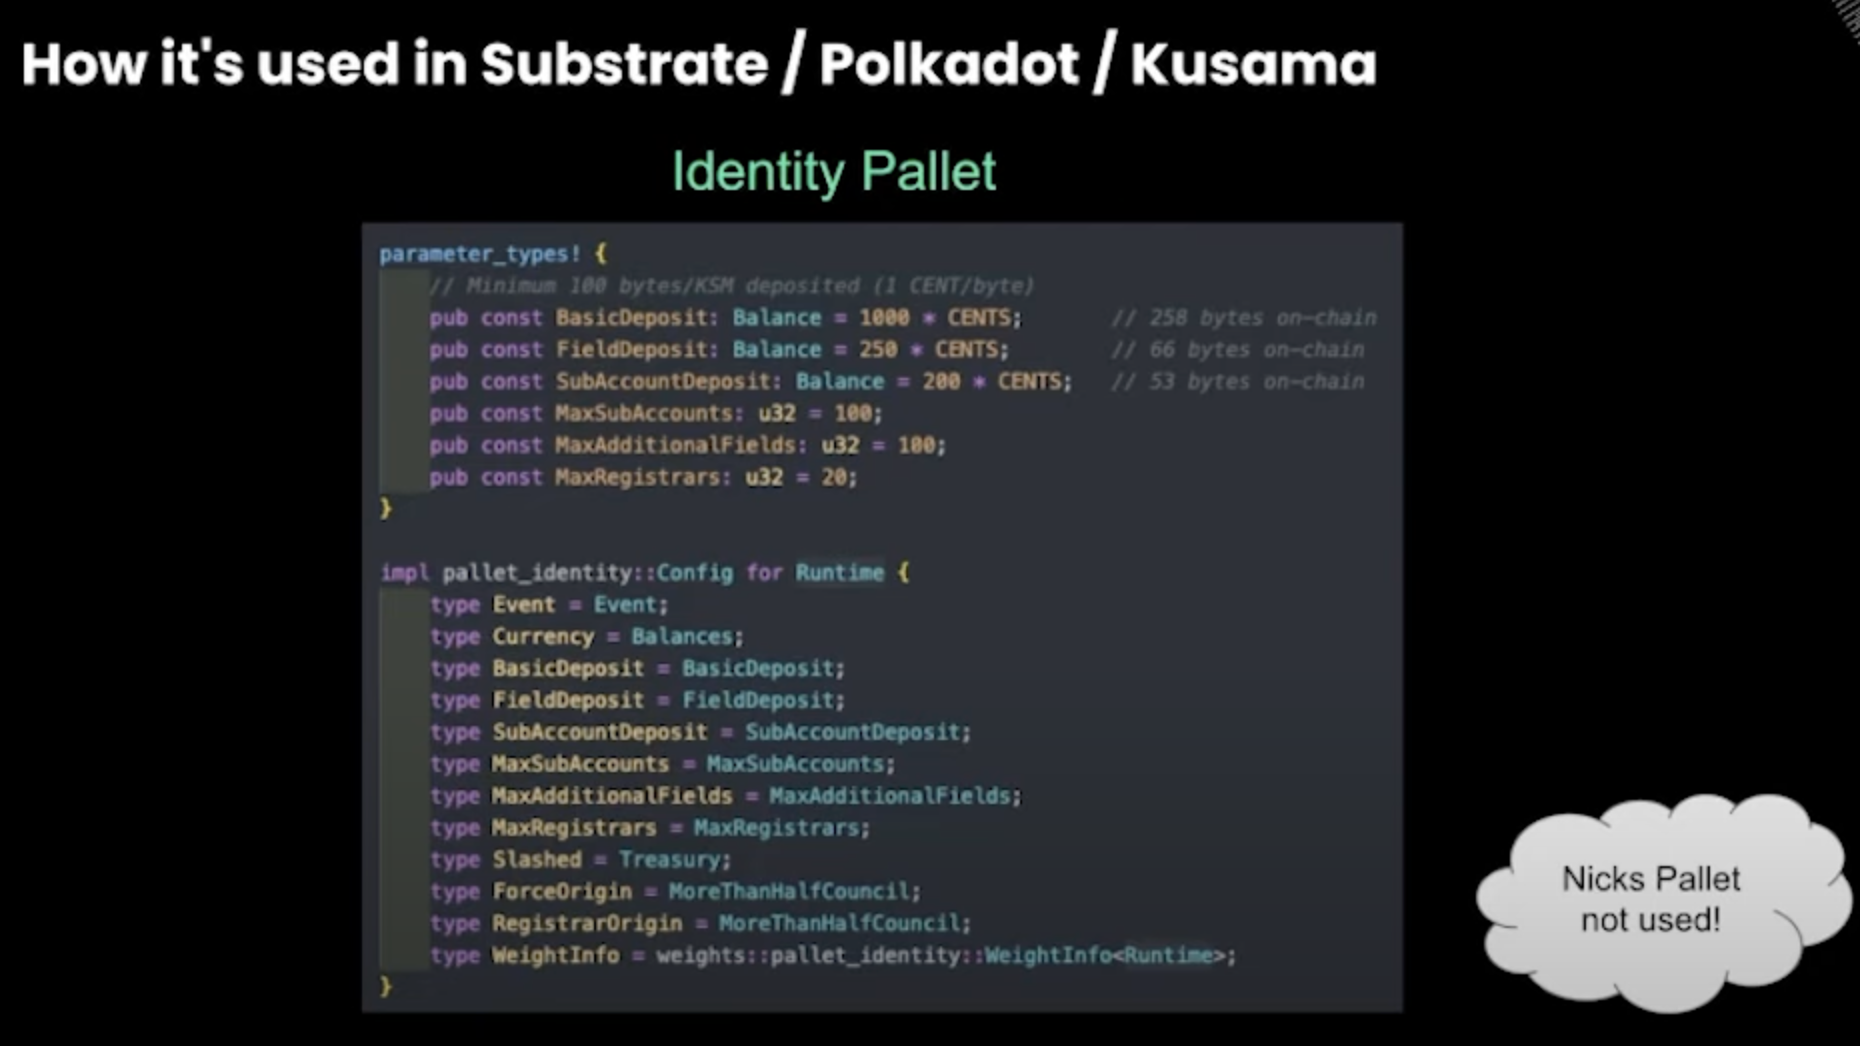 How it's used in Substrate / Polkadot / Kusama
Identity Pallet
parameter_types! {
    // Minimum 100 bytes/KSM deposited (1 CENT/byte)
    pub const BasicDeposit: Balance = 1000 * CENTS;       // 258 bytes on-chain
    pub const FieldDeposit: Balance = 250 * CENTS;        // 66 bytes on-chain
    pub const SubAccountDeposit: Balance = 200 * CENTS;   // 53 bytes on-chain
    pub const MaxSubAccounts: u32 = 100;
    pub const MaxAdditionalFields: u32 = 100;
    pub const MaxRegistrars: u32 = 20;
}
impl pallet_identity::Config for Runtime {
    type Event = Event;
    type Currency = Balances;
    type BasicDeposit = BasicDeposit;
    type FieldDeposit = FieldDeposit;
    type SubAccountDeposit = SubAccountDeposit;
    type MaxSubAccounts = MaxSubAccounts;
    type MaxAdditionalFields = MaxAdditionalFields;
    type MaxRegistrars = MaxRegistrars;
    type Slashed = Treasury;
    type ForceOrigin = MoreThanHalfCouncil;
    type RegistrarOrigin = MoreThanHalfCouncil;
    type WeightInfo = weights::pallet_identity::WeightInfo<Runtime>;
}
Nicks Pallet
not used!